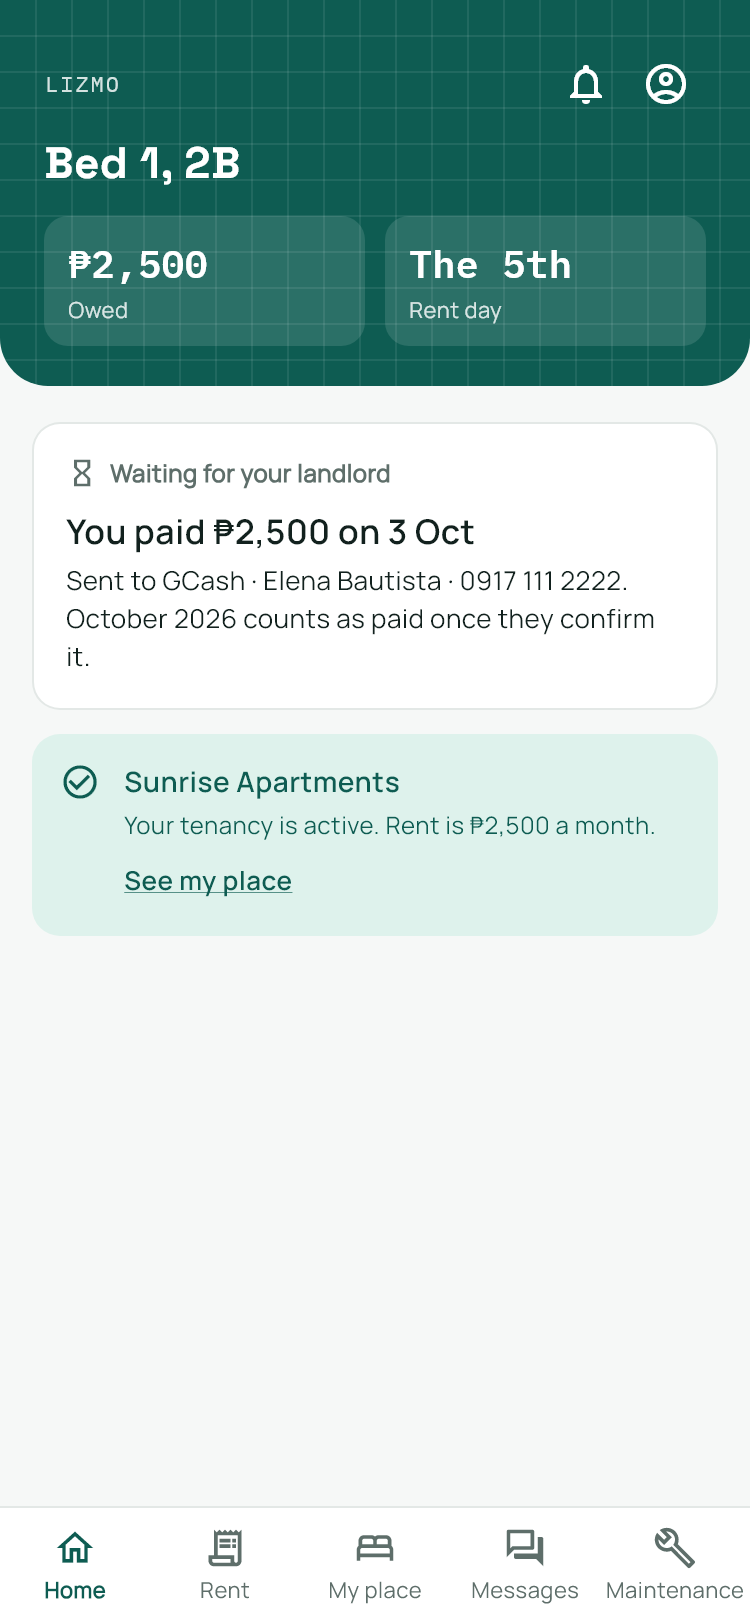 LIZMO
Bed 1, 2B
₱2,500
Owed
The 5th
Rent day
Waiting for your landlord
You paid ₱2,500 on 3 Oct
Sent to GCash · Elena Bautista · 0917 111 2222.
October 2026 counts as paid once they confirm
it.
Sunrise Apartments
Your tenancy is active. Rent is ₱2,500 a month.
See my place
Home
Rent
My place
Messages
Maintenance